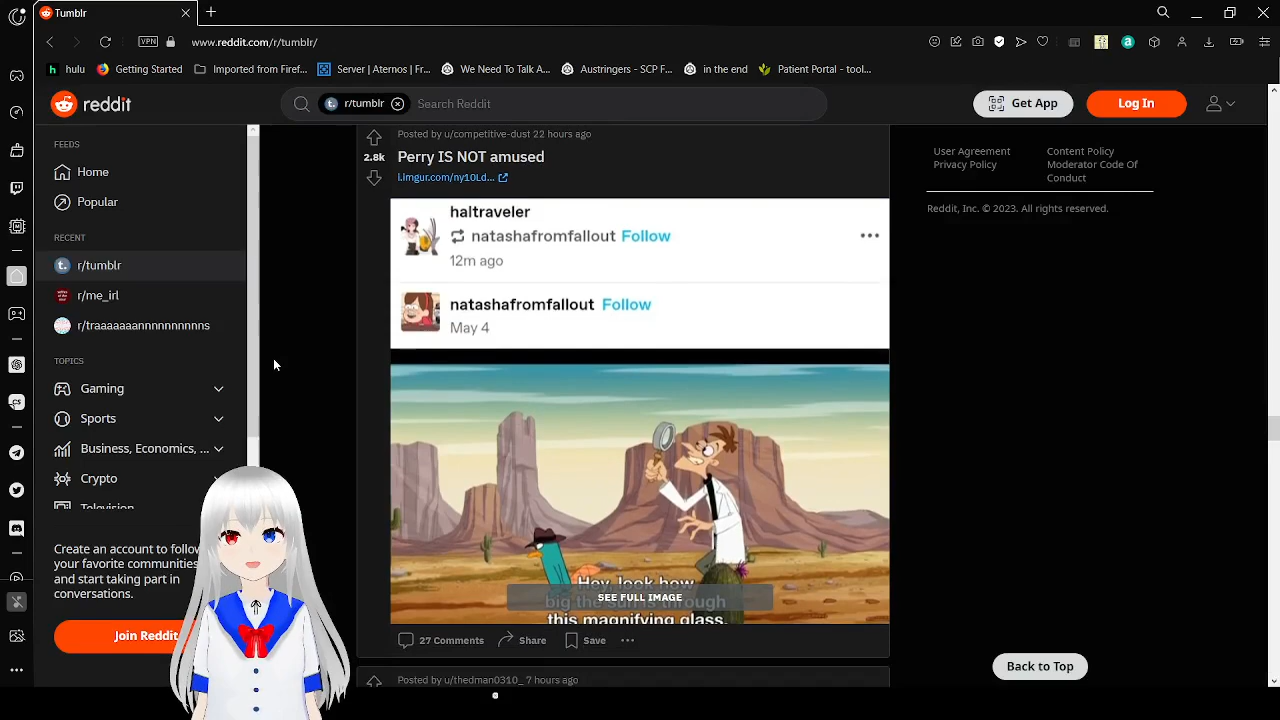 Tumblr
VPN
www.reddit.com/r/tumblr/
hulu
Getting Started
Imported from Firef...
Server | Aternos | Fr...
We Need To Talk A...
Austringers - SCP F...
in the end
Patient Portal - tool...
reddit
r/tumblr
Search Reddit
Get App
Log In
FEEDS
Home
Popular
RECENT
r/tumblr
r/me_irl
r/traaaaaaannnnnnnnnns
TOPICS
Gaming
Sports
Business, Economics, ...
Crypto
Television
Create an account to follow
your favorite communities
and start taking part in
conversations.
Join Reddit
Posted by u/competitive-dust 22 hours ago
2.8k
Perry IS NOT amused
i.imgur.com/ny10Ld...
haltraveler
natashafromfallout Follow
12m ago
natashafromfallout Follow
May 4
Hey, look how
big the sun is through
this magnifying glass.
SEE FULL IMAGE
27 Comments
Share
Save
Posted by u/thedman0310_ 7 hours ago
User Agreement
Privacy Policy
Content Policy
Moderator Code Of
Conduct
Reddit, Inc. © 2023. All rights reserved.
Back to Top